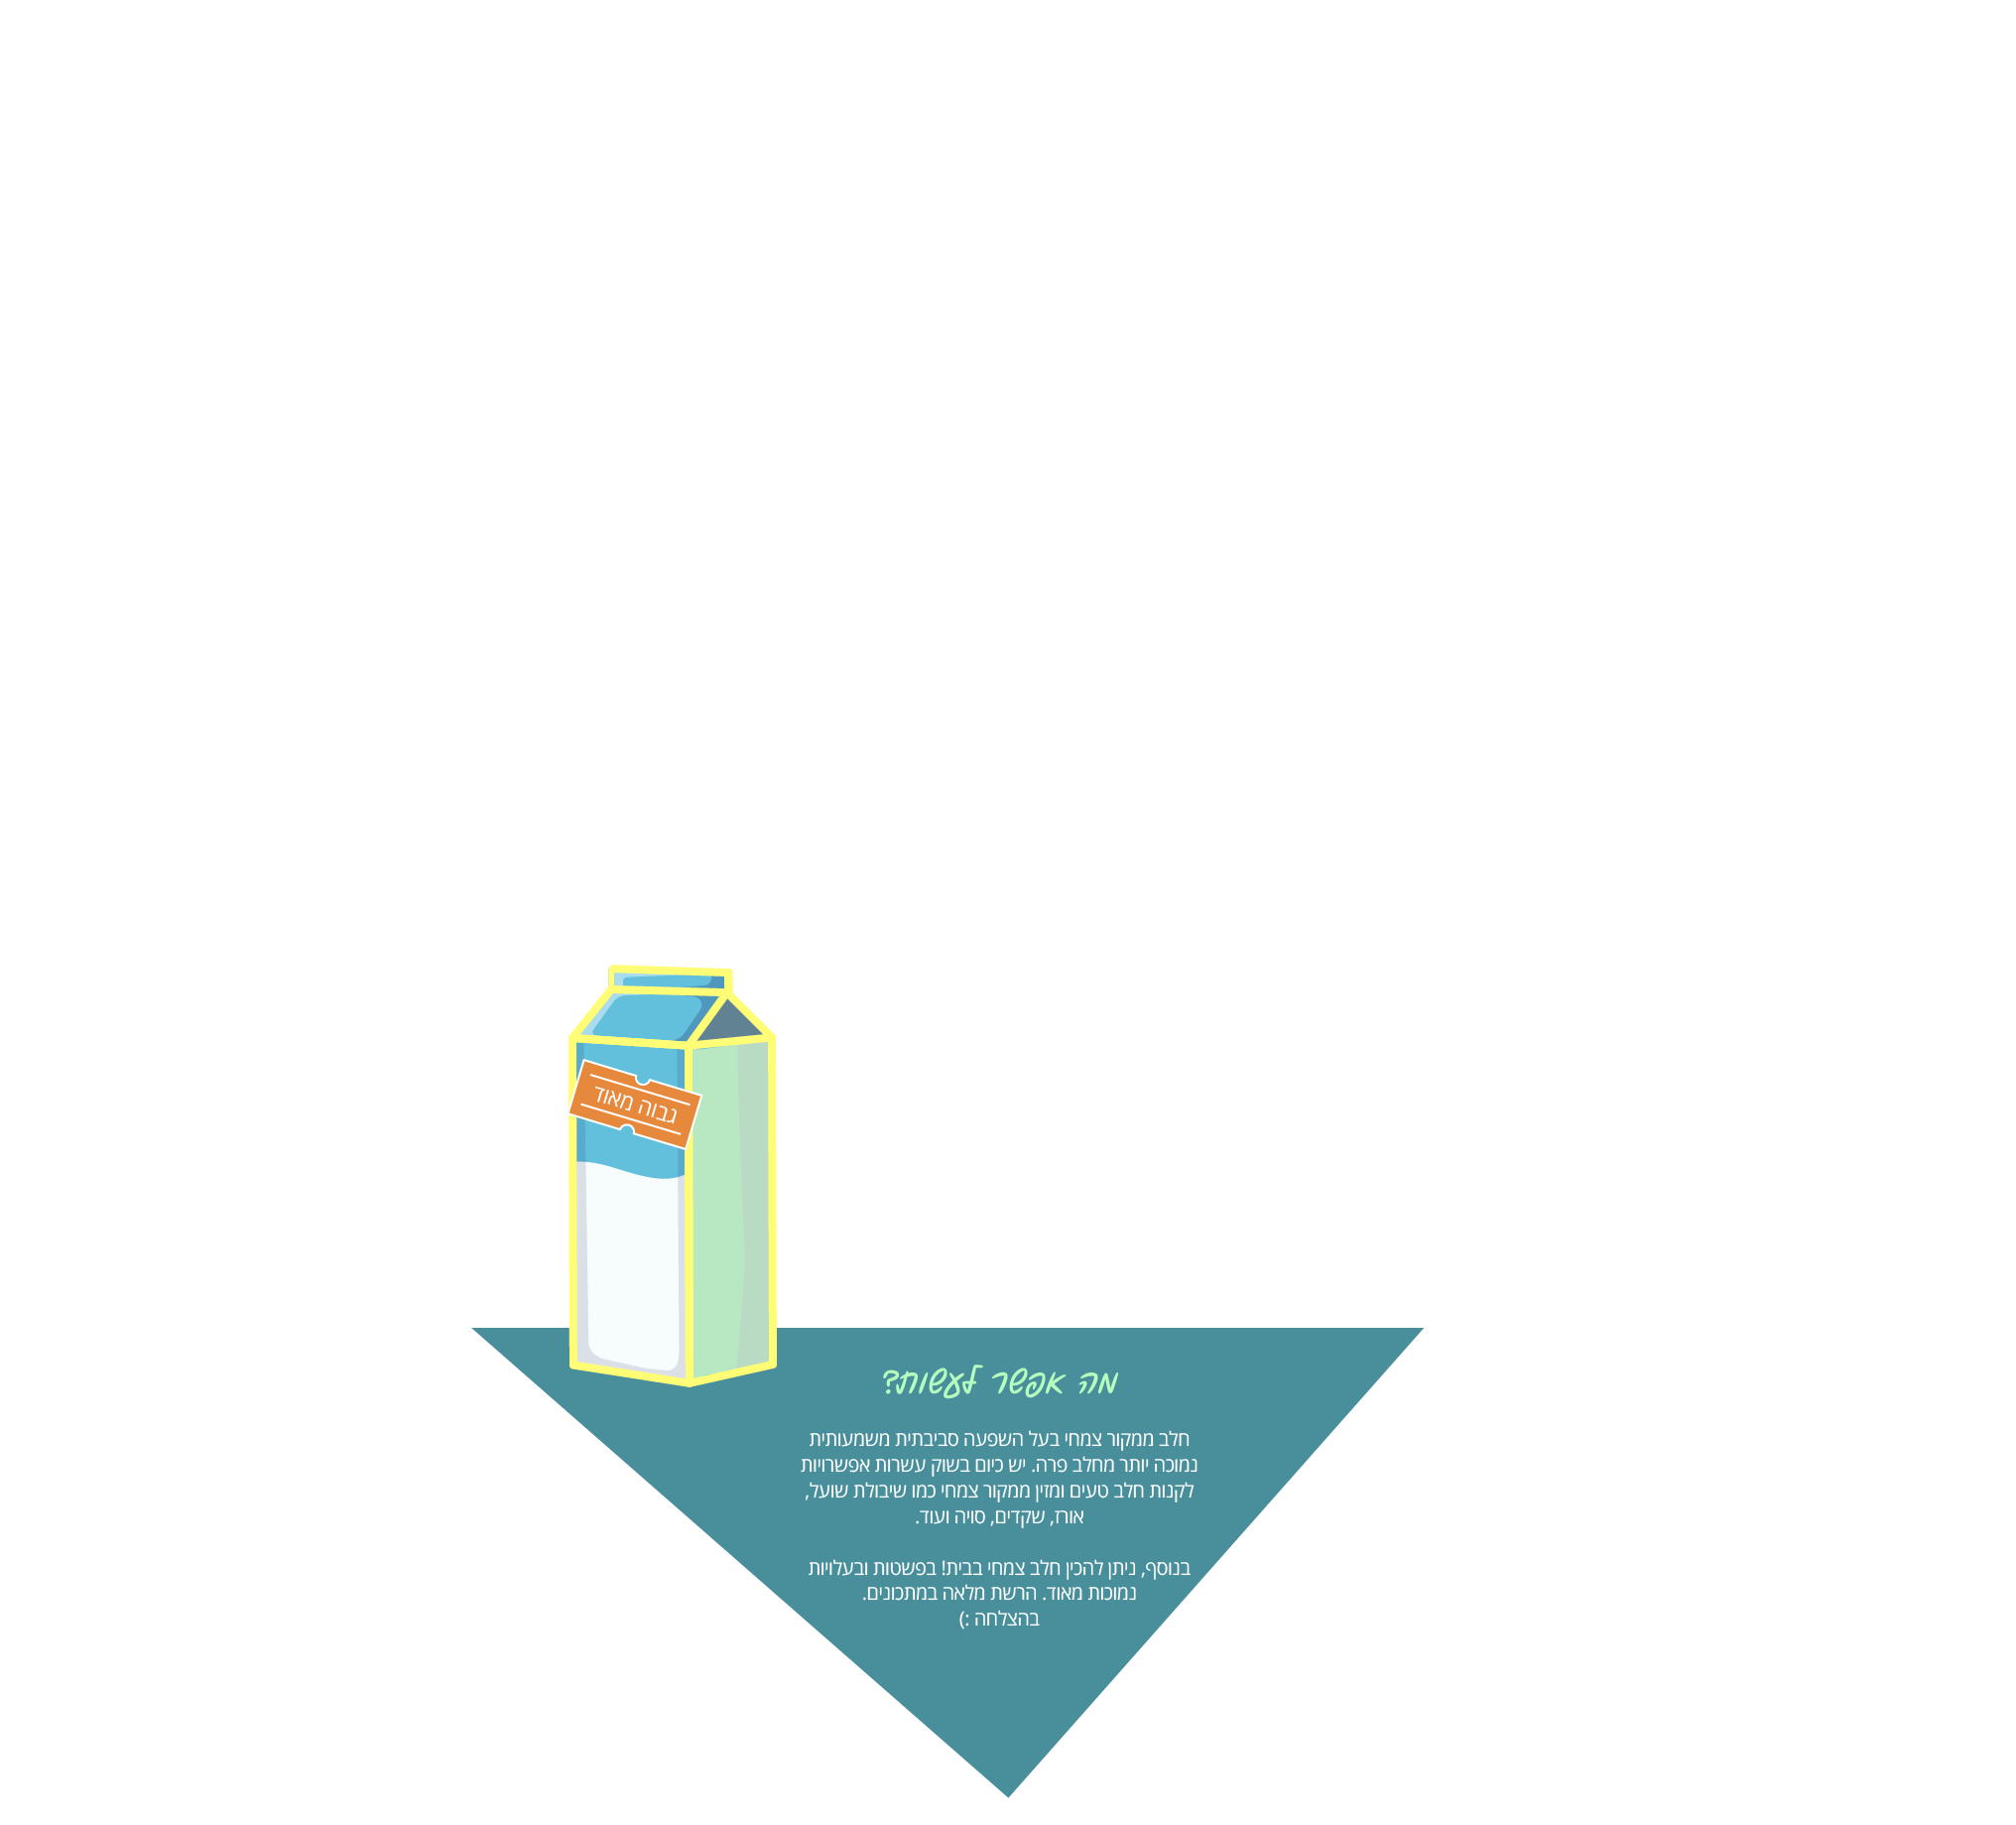 גבוה מאוד
מה אפשר לעשות?
חלב ממקור צמחי בעל השפעה סביבתית משמעותית
נמוכה יותר מחלב פרה. יש כיום בשוק עשרות אפשרויות
לקנות חלב טעים ומזין ממקור צמחי כמו שיבולת שועל,
אורז, שקדים, סויה ועוד.
בנוסף, ניתן להכין חלב צמחי בבית! בפשטות ובעלויות
נמוכות מאוד. הרשת מלאה במתכונים.
בהצלחה :)